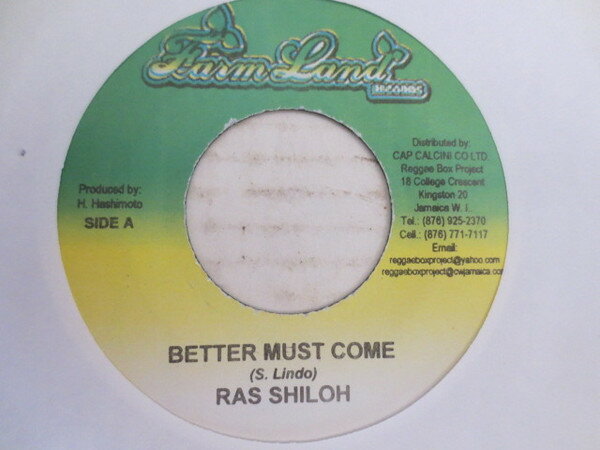 Farm Land
RECORDS
Produced by:
H. Hashimoto
SIDE A
Distributed by:
CAP CALCINI CO LTD.
Reggae Box Project
18 College Crescent
Kingston 20
Jamaica W. I.
Tel.: (876) 925-2370
Cell.: (876) 771-7117
Email:
reggaeboxproject@yahoo.com
reggaeboxproject@cwjamaica.com
BETTER MUST COME
(S. Lindo)
RAS SHILOH